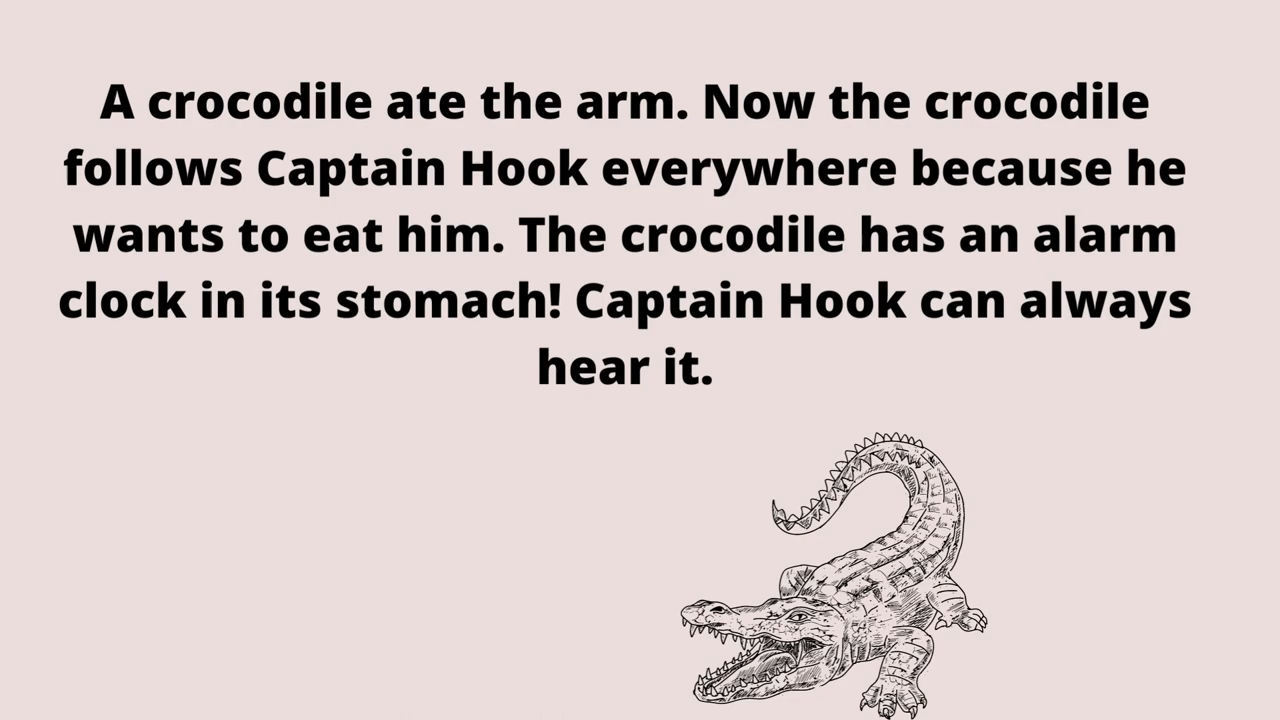 A crocodile ate the arm. Now the crocodile
follows Captain Hook everywhere because he
wants to eat him. The crocodile has an alarm
clock in its stomach! Captain Hook can always
hear it.